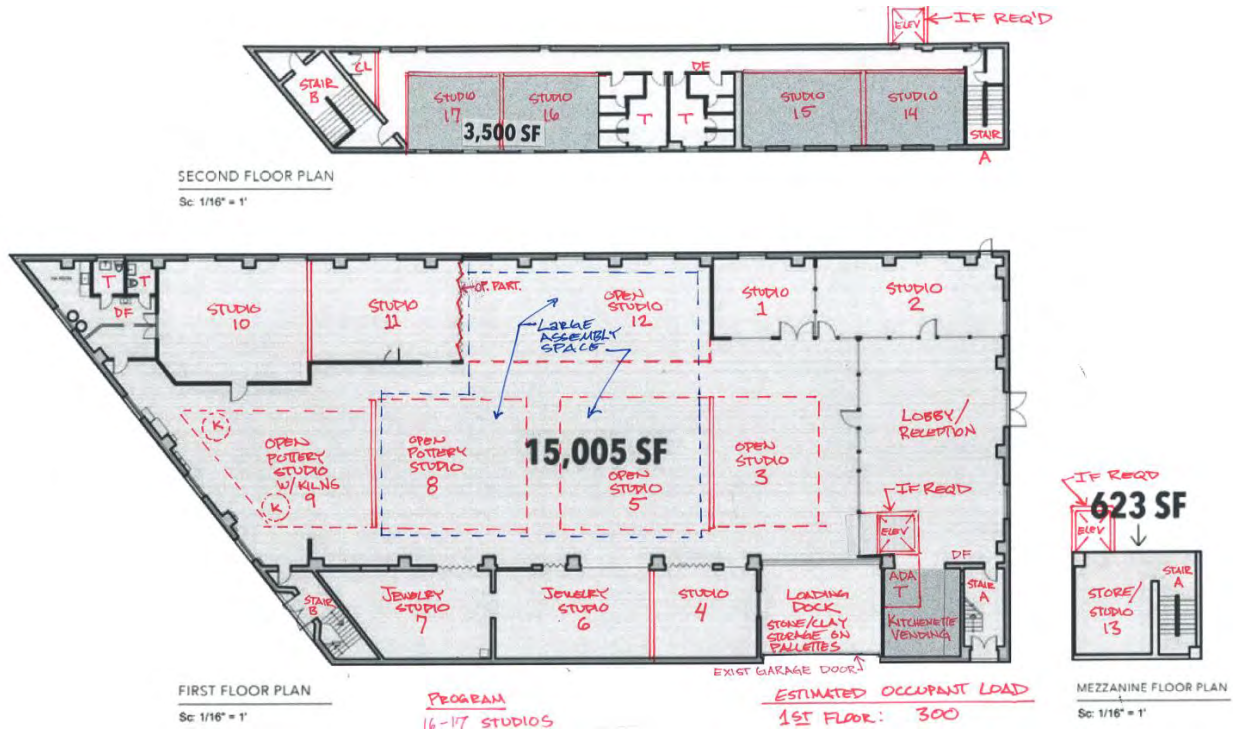 ELEV
IF REQ'D
STAIR
B
CL
STUDIO
17
STUDIO
16
3,500 SF
T
T
DF
STUDIO
15
STUDIO
14
STAIR
A
SECOND FLOOR PLAN
Sc: 1/16" = 1'
T
T
DF
STUDIO
10
STUDIO
11
OP. PART.
OPEN
STUDIO
12
LARGE
ASSEMBLY
SPACE
STUDIO
1
STUDIO
2
K
OPEN
POTTERY
STUDIO
W/ KILNS
9
K
OPEN
POTTERY
STUDIO
8
15,005 SF
OPEN
STUDIO
5
OPEN
STUDIO
3
LOBBY/
RECEPTION
IF REQ'D
ELEV
DF
STAIR
B
JEWELRY
STUDIO
7
JEWELRY
STUDIO
6
STUDIO
4
LOADING
DOCK
STONE/CLAY
STORAGE ON
PALLETTES
ADA
T
KITCHENETTE
VENDING
STAIR
A
EXIST GARAGE DOOR
IF REQ'D
623 SF
ELEV
STORE/
STUDIO
13
STAIR
A
FIRST FLOOR PLAN
Sc: 1/16" = 1'
PROGRAM
16-17 STUDIOS
ESTIMATED OCCUPANT LOAD
1ST FLOOR: 300
MEZZANINE FLOOR PLAN
Sc: 1/16" = 1'